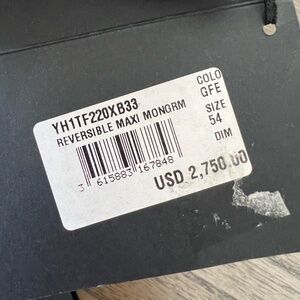 YH1TF220XB33
REVERSIBLE MAXI MONGRM
COLO
GFE
SIZE
54
DIM
3 615883 167848
USD 2,750.00